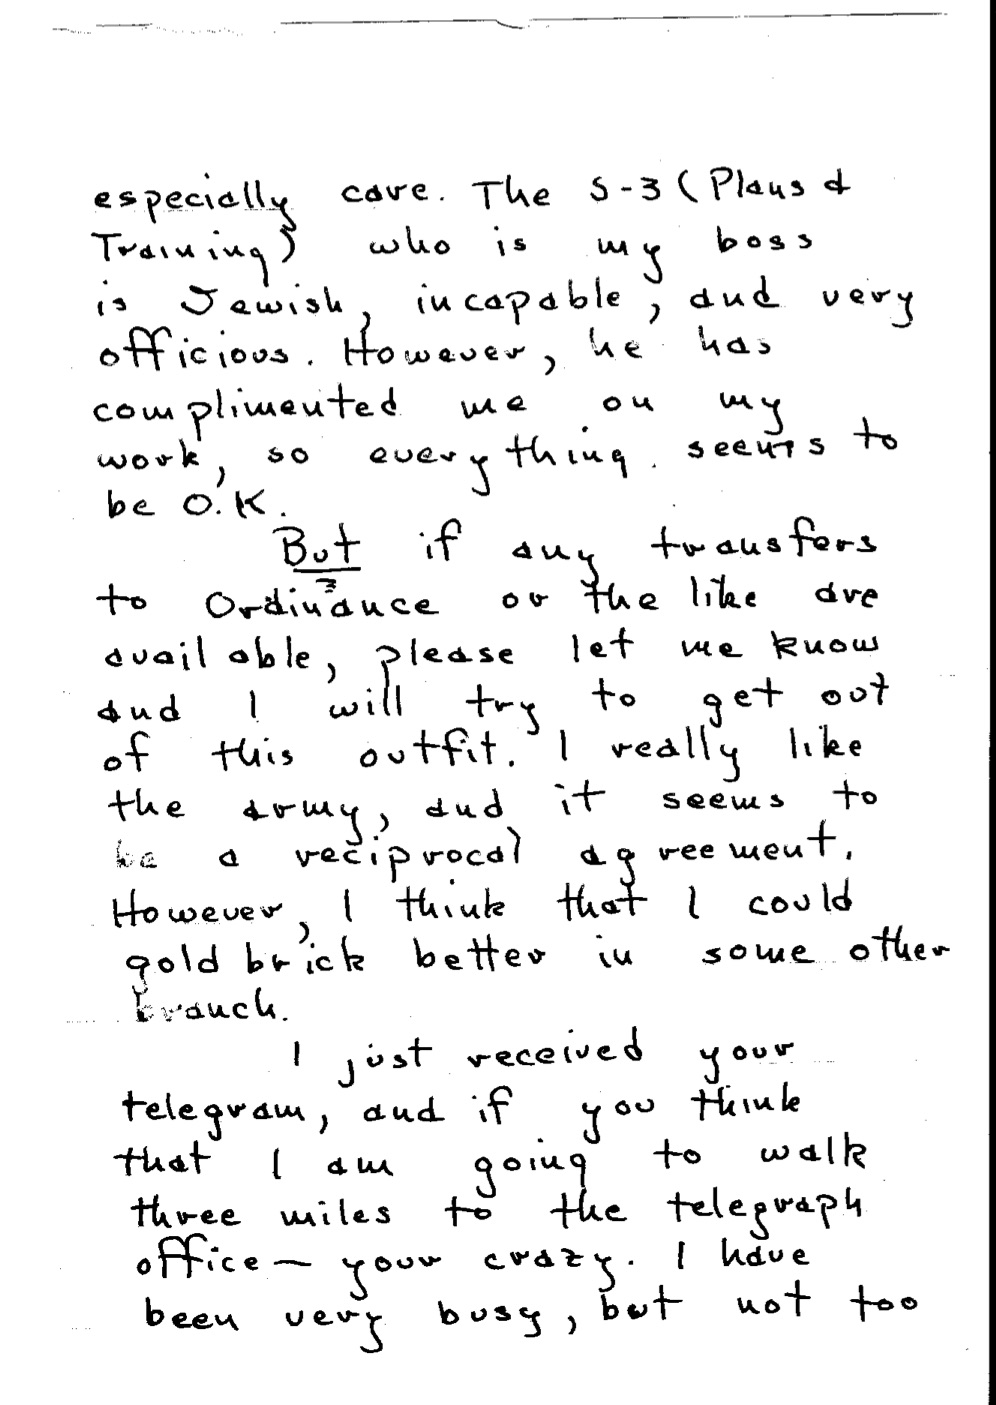 especially care. The S-3 (Plans &
Training) who is my boss
is Jewish, incapable, and very
officious. However, he has
complimented me on my
work, so everything seems to
be O.K.
But if any transfers
to Ordinance or the like are
available, please let me know
and I will try to get out
of this outfit. I really like
the army, and it seems to
be a reciprocal agreement.
However, I think that I could
gold brick better in some other
branch.
I just received your
telegram, and if you think
that I am going to walk
three miles to the telegraph
office — your crazy. I have
been very busy, but not too